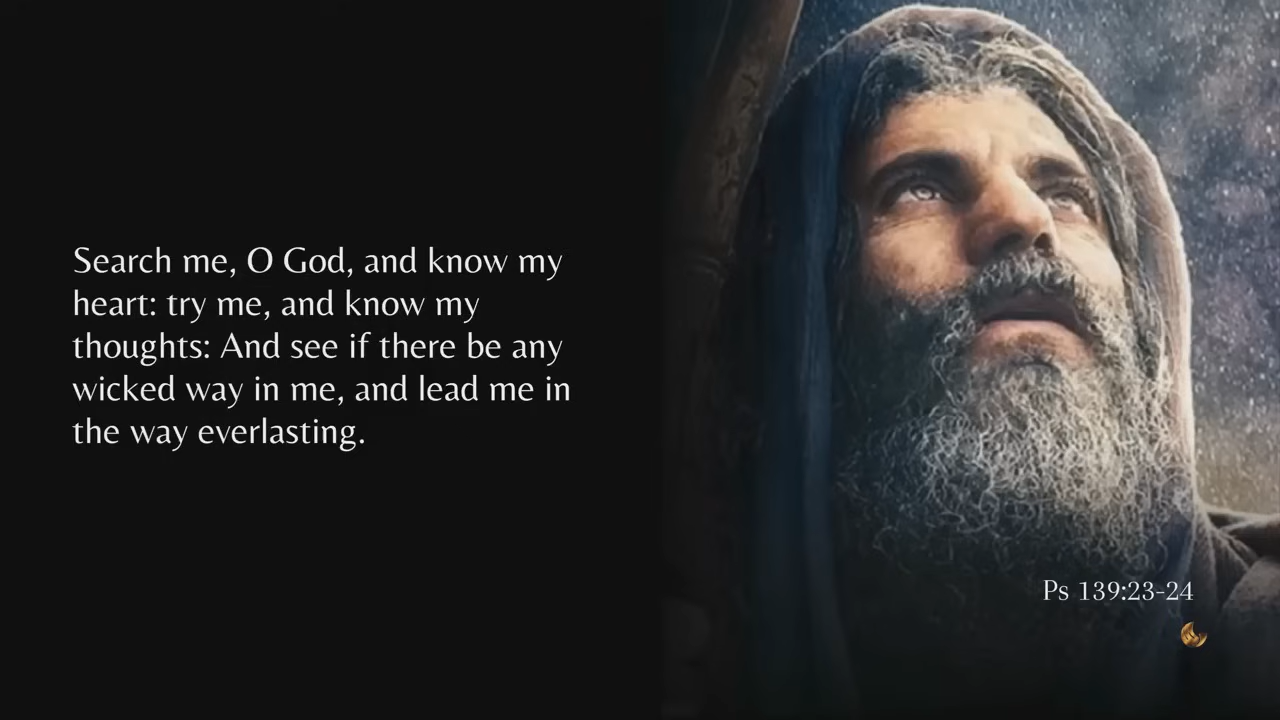 Search me, O God, and know my
heart: try me, and know my
thoughts: And see if there be any
wicked way in me, and lead me in
the way everlasting.
Ps 139:23-24